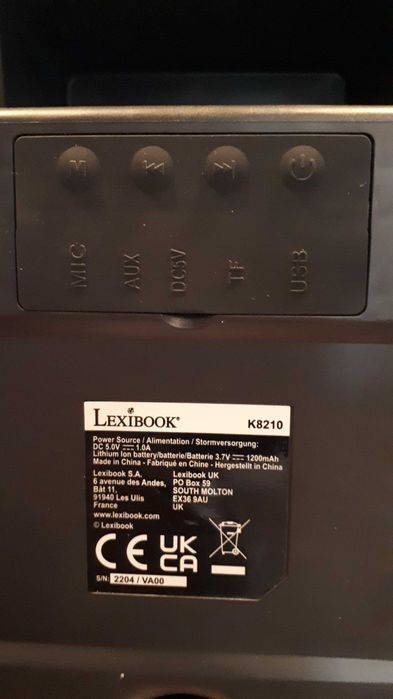 M
MIC
AUX
DC5V
TF
USB
LEXIBOOK®
K8210
Power Source / Alimentation / Stormversorgung:
DC 5.0V ⎓ 1.0A
Lithium Ion battery/batterie/Batterie 3.7V ⎓ 1200mAh
Made in China - Fabriqué en Chine - Hergestellt in China
Lexibook S.A.
6 avenue des Andes,
Bât 11,
91940 Les Ulis
France
www.lexibook.com
© Lexibook
Lexibook UK
PO Box 59
SOUTH MOLTON
EX36 9AU
UK
CE
UK
CA
S/N: 2204 / VA00